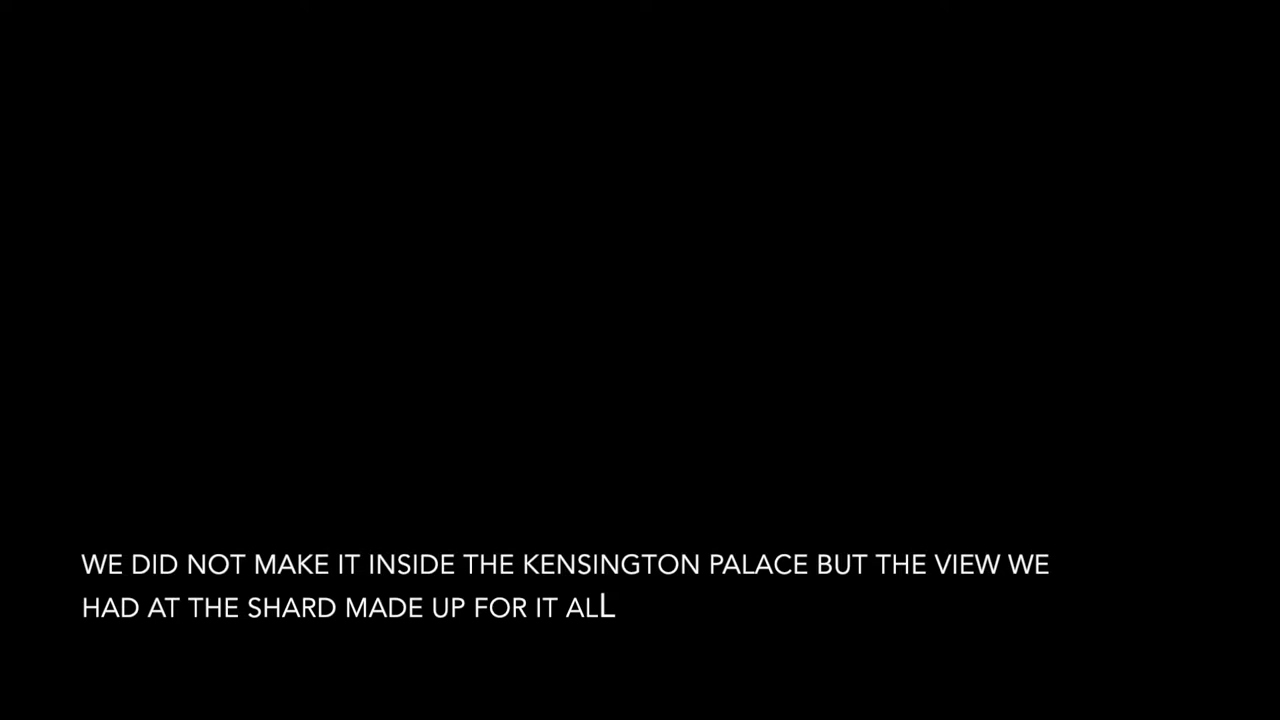 WE DID NOT MAKE IT INSIDE THE KENSINGTON PALACE BUT THE VIEW WE
HAD AT THE SHARD MADE UP FOR IT ALL